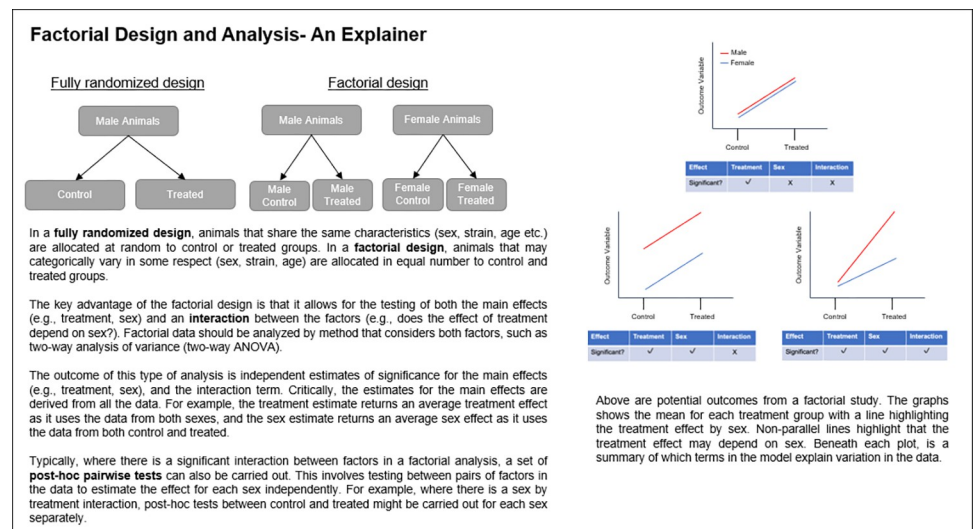 Factorial Design and Analysis- An Explainer
Fully randomized design
Factorial design
Male Animals
Control
Treated
Male Animals
Female Animals
Male
Control
Male
Treated
Female
Control
Female
Treated
In a fully randomized design, animals that share the same characteristics (sex, strain, age etc.)
are allocated at random to control or treated groups. In a factorial design, animals that may
categorically vary in some respect (sex, strain, age) are allocated in equal number to control and
treated groups.
The key advantage of the factorial design is that it allows for the testing of both the main effects
(e.g., treatment, sex) and an interaction between the factors (e.g., does the effect of treatment
depend on sex?). Factorial data should be analyzed by method that considers both factors, such as
two-way analysis of variance (two-way ANOVA).
The outcome of this type of analysis is independent estimates of significance for the main effects
(e.g., treatment, sex), and the interaction term. Critically, the estimates for the main effects are
derived from all the data. For example, the treatment estimate returns an average treatment effect
as it uses the data from both sexes, and the sex estimate returns an average sex effect as it uses
the data from both control and treated.
Typically, where there is a significant interaction between factors in a factorial analysis, a set of
post-hoc pairwise tests can also be carried out. This involves testing between pairs of factors in
the data to estimate the effect for each sex independently. For example, where there is a sex by
treatment interaction, post-hoc tests between control and treated might be carried out for each sex
separately.
Outcome Variable
Male
Female
Control Treated
Effect Treatment Sex Interaction
Significant? ✓ X X
Outcome Variable
Control Treated
Effect Treatment Sex Interaction
Significant? ✓ ✓ X
Outcome Variable
Control Treated
Effect Treatment Sex Interaction
Significant? ✓ ✓ ✓
Above are potential outcomes from a factorial study. The graphs
shows the mean for each treatment group with a line highlighting
the treatment effect by sex. Non-parallel lines highlight that the
treatment effect may depend on sex. Beneath each plot, is a
summary of which terms in the model explain variation in the data.